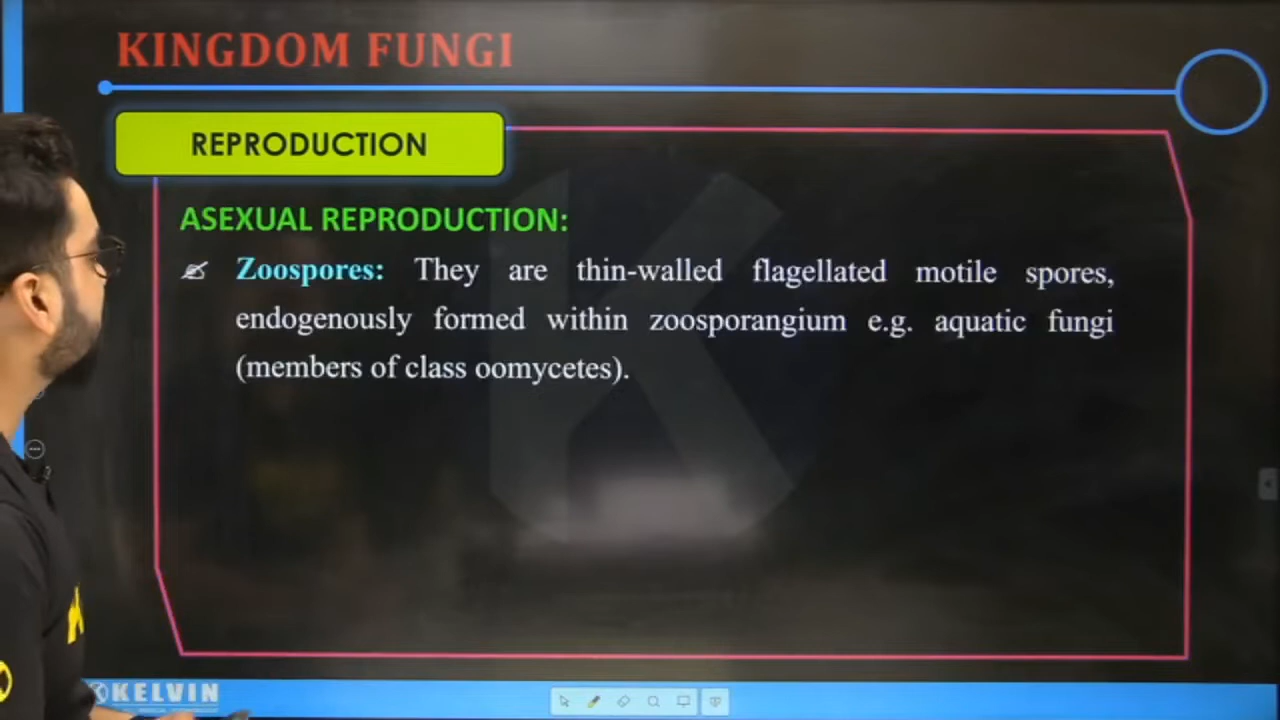 KINGDOM FUNGI
REPRODUCTION
ASEXUAL REPRODUCTION:
Zoospores: They are thin-walled flagellated motile spores,
endogenously formed within zoosporangium e.g. aquatic fungi
(members of class oomycetes).
KELVIN